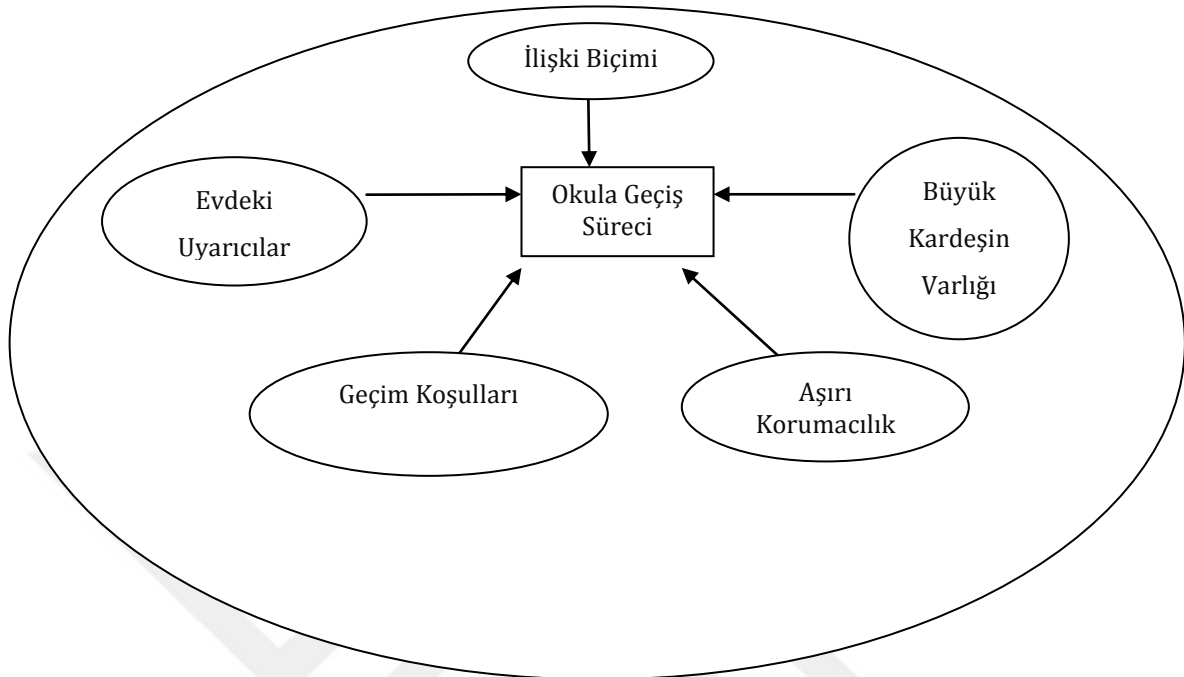 İlişki Biçimi
Evdeki
Uyarıcılar
Okula Geçiş
Süreci
Büyük
Kardeşin
Varlığı
Geçim Koşulları
Aşırı
Korumacılık